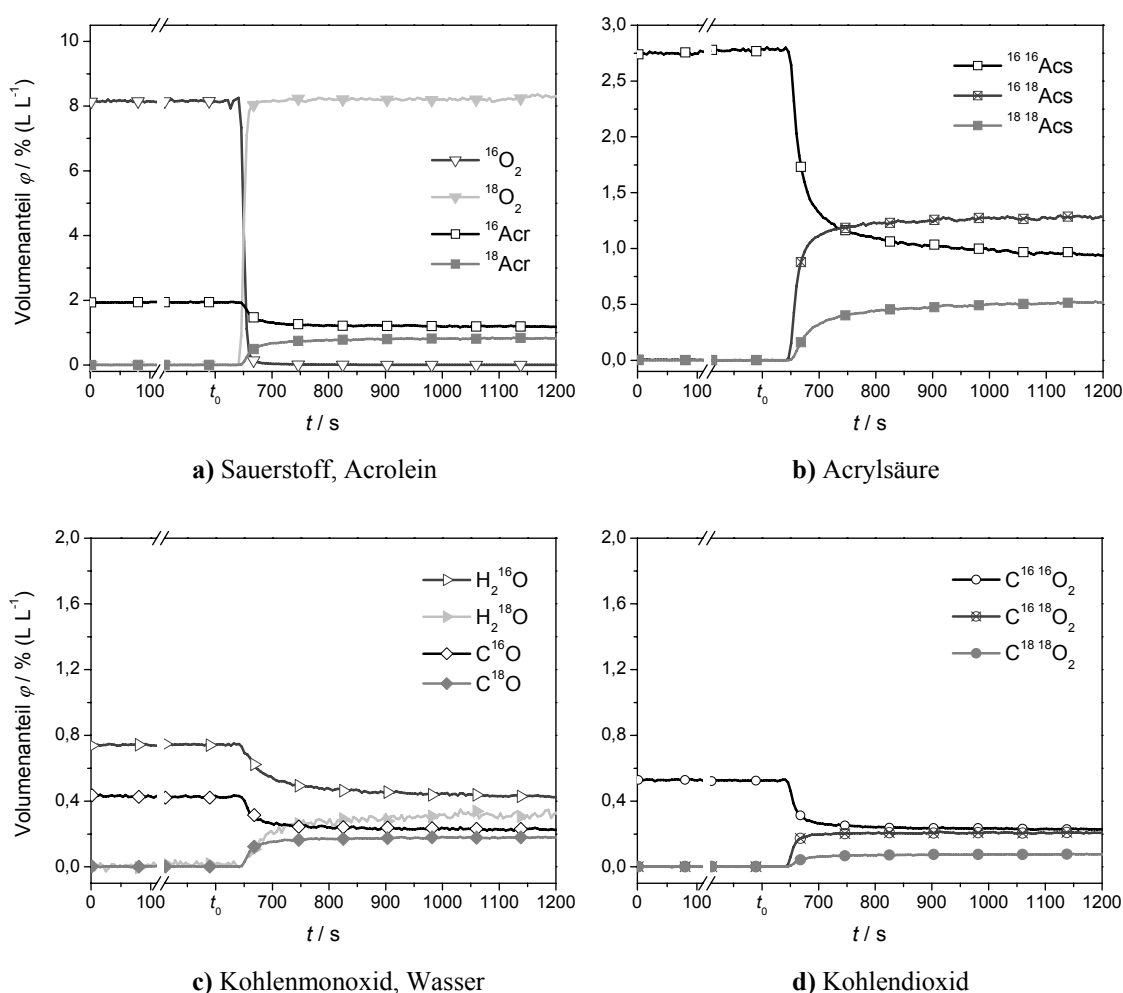 Volumenanteil φ / % (L L⁻¹)
10
8
6
4
2
0
¹⁶O₂
¹⁸O₂
¹⁶Acr
¹⁸Acr
0 100 t₀ 700 800 900 1000 1100 1200
t / s
a) Sauerstoff, Acrolein
3,0
2,5
2,0
1,5
1,0
0,5
0,0
¹⁶ ¹⁶Acs
¹⁶ ¹⁸Acs
¹⁸ ¹⁸Acs
0 100 t₀ 700 800 900 1000 1100 1200
t / s
b) Acrylsäure
Volumenanteil φ / % (L L⁻¹)
2,0
1,6
1,2
0,8
0,4
0,0
H₂¹⁶O
H₂¹⁸O
C¹⁶O
C¹⁸O
0 100 t₀ 700 800 900 1000 1100 1200
t / s
c) Kohlenmonoxid, Wasser
2,0
1,6
1,2
0,8
0,4
0,0
C¹⁶ ¹⁶O₂
C¹⁶ ¹⁸O₂
C¹⁸ ¹⁸O₂
0 100 t₀ 700 800 900 1000 1100 1200
t / s
d) Kohlendioxid